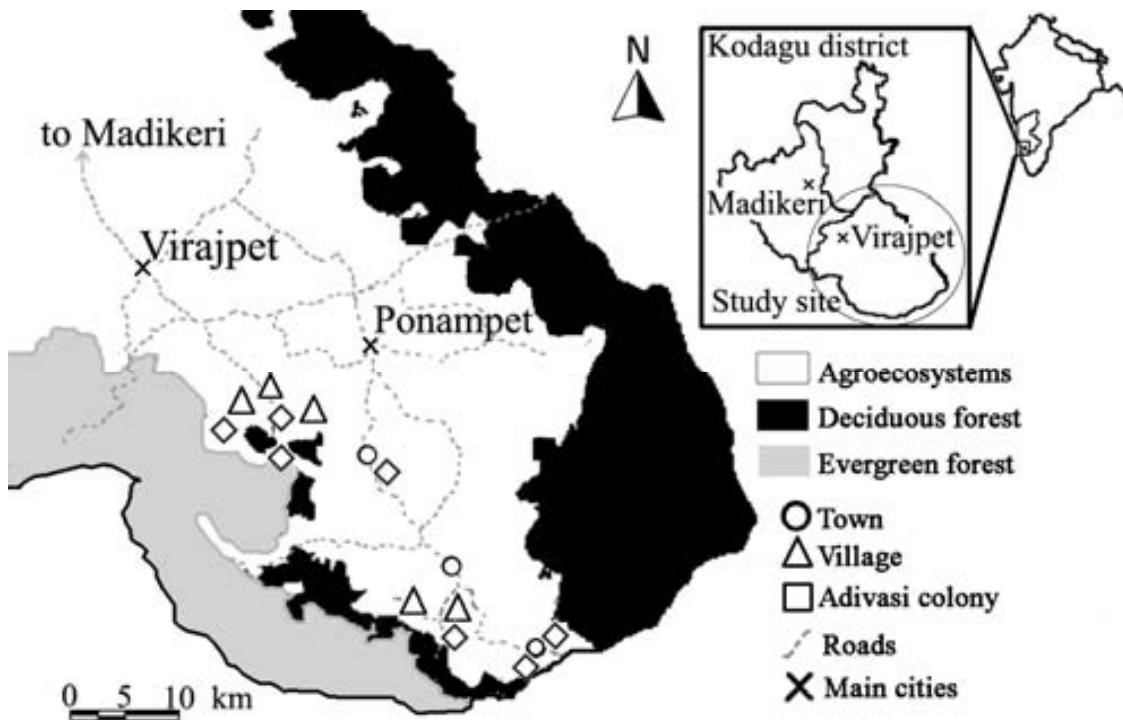 Kodagu district
N
to Madikeri
Madikeri
Virajpet
Virajpet
Study site
Ponampet
Agroecosystems
Deciduous forest
Evergreen forest
Town
Village
Adivasi colony
Roads
Main cities
0 5 10 km